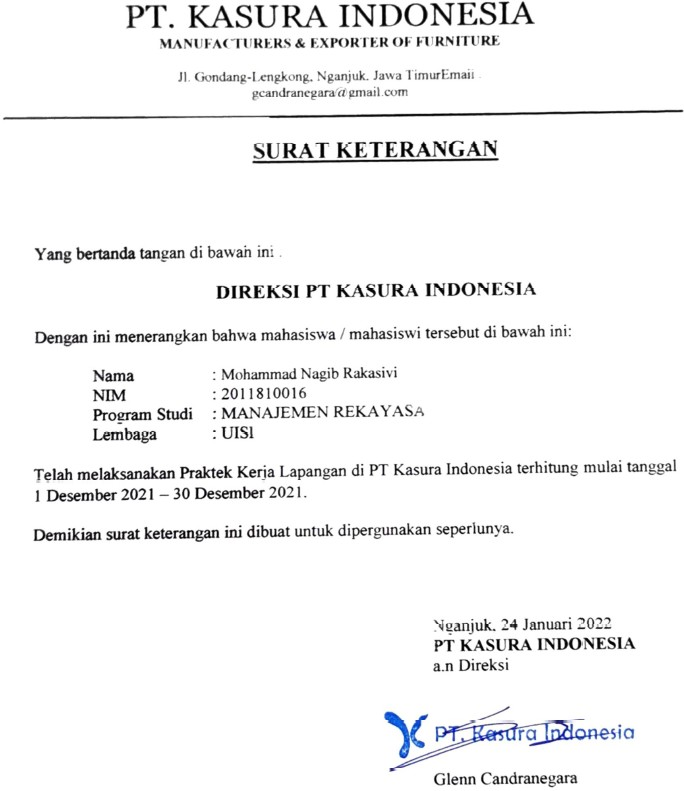 PT. KASURA INDONESIA
MANUFACTURERS & EXPORTER OF FURNITURE
Jl. Gondang-Lengkong, Nganjuk. Jawa TimurEmail
gcandranegara@gmail.com
SURAT KETERANGAN
Yang bertanda tangan di bawah ini .
DIREKSI PT KASURA INDONESIA
Dengan ini menerangkan bahwa mahasiswa / mahasiswi tersebut di bawah ini:
Nama : Mohammad Nagib Rakasivi
NIM : 2011810016
Program Studi : MANAJEMEN REKAYASA
Lembaga : UISI
Telah melaksanakan Praktek Kerja Lapangan di PT Kasura Indonesia terhitung mulai tanggal
1 Desember 2021 – 30 Desember 2021.
Demikian surat keterangan ini dibuat untuk dipergunakan seperlunya.
Nganjuk. 24 Januari 2022
PT KASURA INDONESIA
a.n Direksi
PT. Kasura Indonesia
Glenn Candranegara